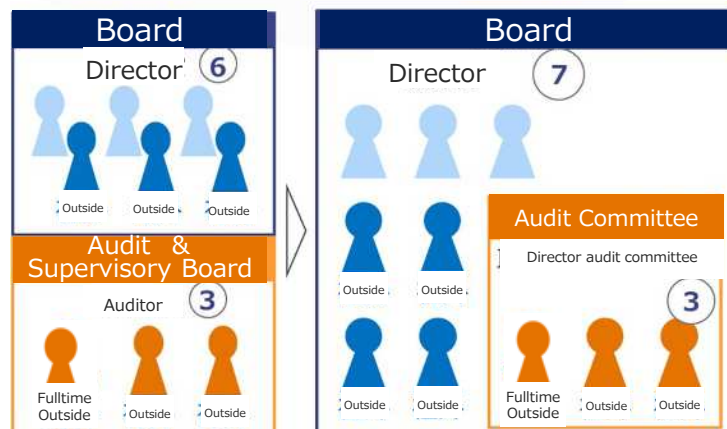 Board
Director 6
Outside Outside Outside
Audit &
Supervisory Board
Auditor 3
Fulltime
Outside Outside Outside
Board
Director 7
Outside Outside
Outside Outside
Audit Committee
Director audit committee
3
Fulltime
Outside Outside Outside